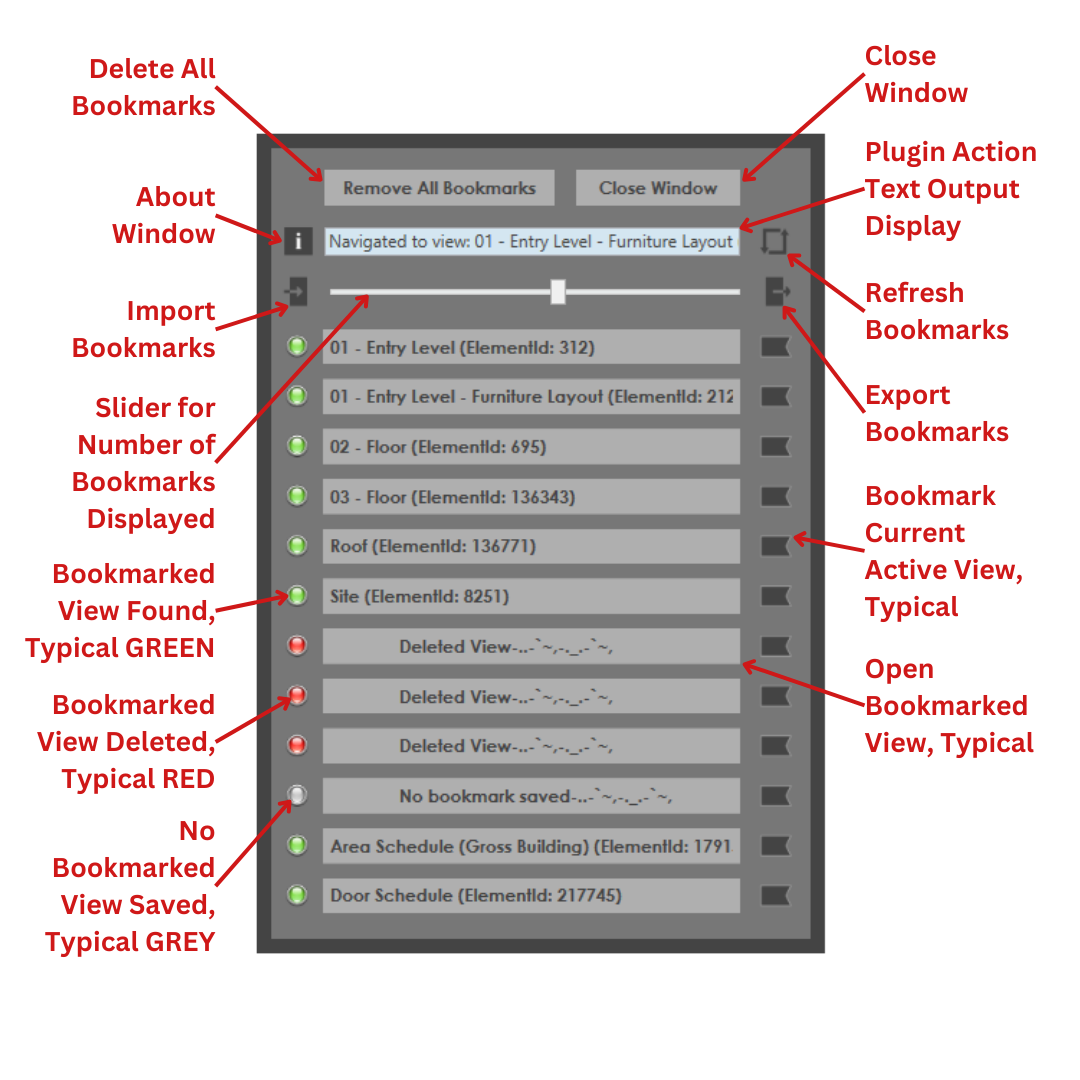 Delete All
Bookmarks
Close
Window
About
Window
Plugin Action
Text Output
Display
Import
Bookmarks
Refresh
Bookmarks
Slider for
Number of
Bookmarks
Displayed
Export
Bookmarks
Bookmarked
View Found,
Typical GREEN
Bookmark
Current
Active View,
Typical
Bookmarked
View Deleted,
Typical RED
Open
Bookmarked
View, Typical
No
Bookmarked
View Saved,
Typical GREY
Remove All Bookmarks
Close Window
i
Navigated to view: 01 - Entry Level - Furniture Layout
01 - Entry Level (ElementId: 312)
01 - Entry Level - Furniture Layout (ElementId: 212
02 - Floor (ElementId: 695)
03 - Floor (ElementId: 136343)
Roof (ElementId: 136771)
Site (ElementId: 8251)
Deleted View-..-`~,-._.-`~,
Deleted View-..-`~,-._.-`~,
Deleted View-..-`~,-._.-`~,
No bookmark saved-..-`~,-._.-`~,
Area Schedule (Gross Building) (ElementId: 1791
Door Schedule (ElementId: 217745)